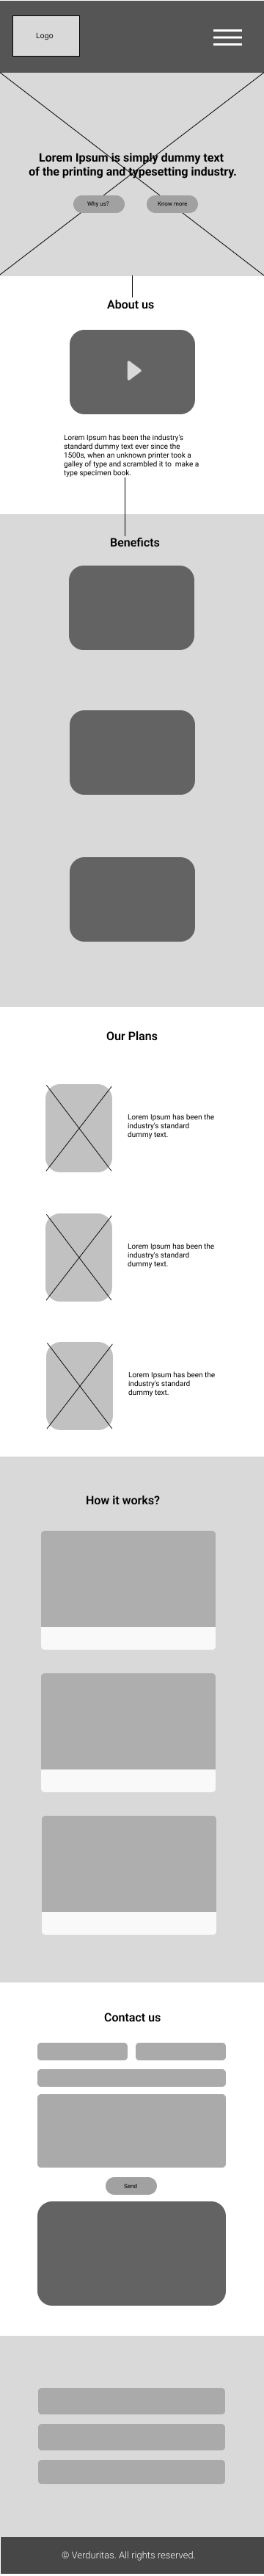 Logo
Lorem Ipsum is simply dummy text
of the printing and typesetting industry.
Why us?
Know more
About us
Lorem Ipsum has been the industry's
standard dummy text ever since the
1500s, when an unknown printer took a
galley of type and scrambled it to make a
type specimen book.
Beneficts
Our Plans
Lorem Ipsum has been the
industry's standard
dummy text.
Lorem Ipsum has been the
industry's standard
dummy text.
Lorem Ipsum has been the
industry's standard
dummy text.
How it works?
Contact us
Send
© Verduritas. All rights reserved.